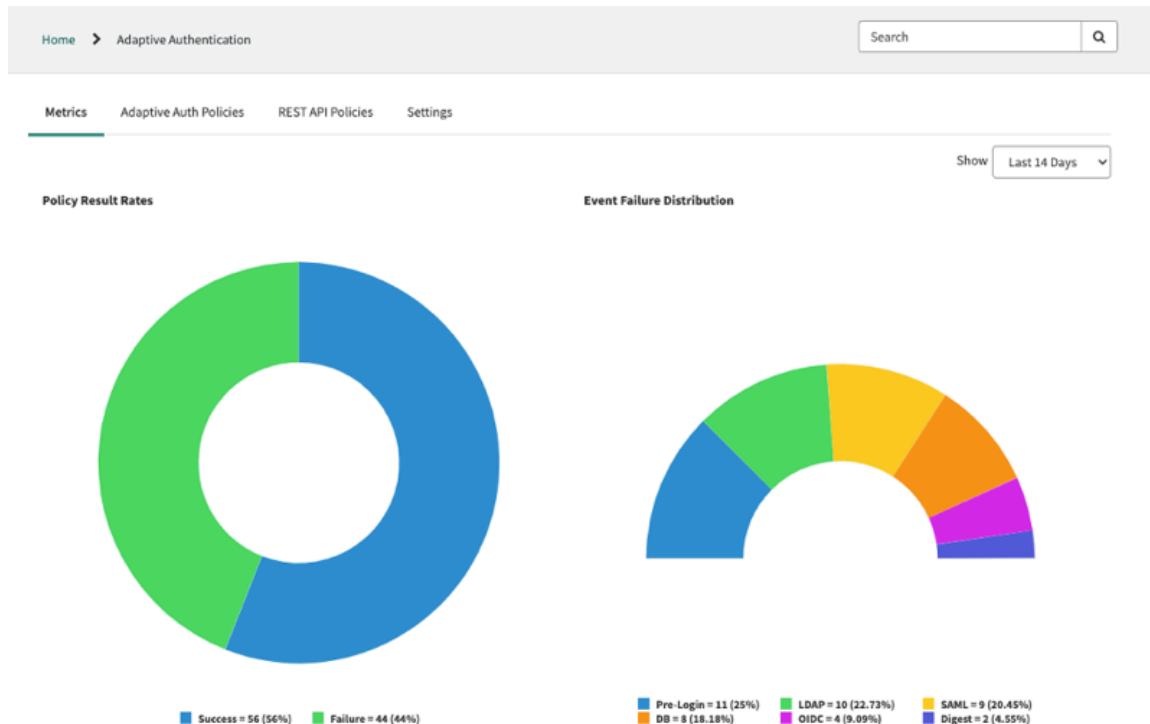 Home > Adaptive Authentication
Search
Metrics Adaptive Auth Policies REST API Policies Settings
Show Last 14 Days
Policy Result Rates
Event Failure Distribution
Success = 56 (56%) Failure = 44 (44%)
Pre-Login = 11 (25%) LDAP = 10 (22.73%) SAML = 9 (20.45%)
DB = 8 (18.18%) OIDC = 4 (9.09%) Digest = 2 (4.55%)